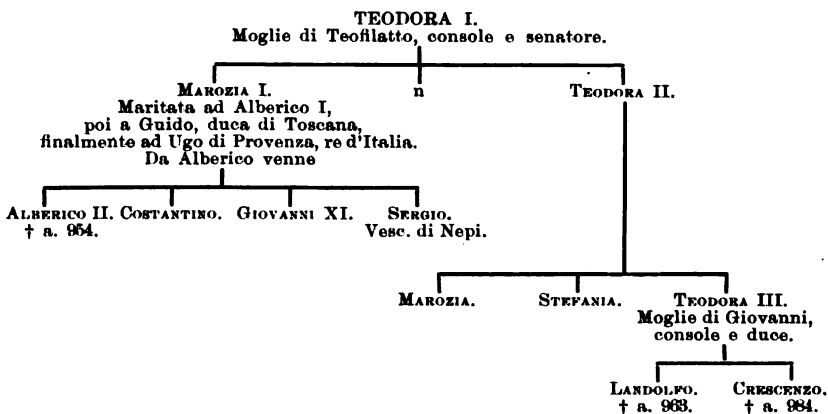 TEODORA I.
Moglie di Teofilatto, console e senatore.
MAROZIA I.
Maritata ad Alberico I,
poi a Guido, duca di Toscana,
finalmente ad Ugo di Provenza, re d'Italia.
Da Alberico venne
n
TEODORA II.
ALBERICO II.
† a. 954.
COSTANTINO.
GIOVANNI XI.
SERGIO.
Vesc. di Nepi.
MAROZIA.
STEFANIA.
TEODORA III.
Moglie di Giovanni,
console e duce.
LANDOLFO.
† a. 963.
CRESCENZO.
† a. 984.